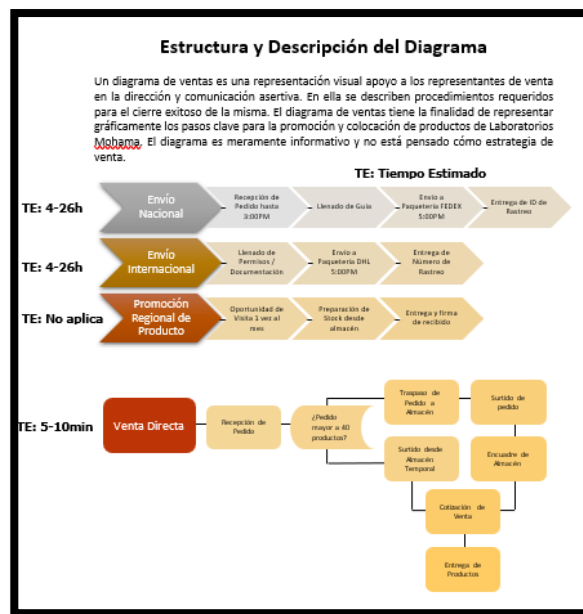 Estructura y Descripción del Diagrama
Un diagrama de ventas es una representación visual apoyo a los representantes de venta
en la dirección y comunicación asertiva. En ella se describen procedimientos requeridos
para el cierre exitoso de la misma. El diagrama de ventas tiene la finalidad de representar
gráficamente los pasos clave para la promoción y colocación de productos de Laboratorios
Mohama. El diagrama es meramente informativo y no está pensado cómo estrategia de
venta.
TE: Tiempo Estimado
TE: 4-26h
Envío
Nacional
Recepción de
Pedido hasta
3:00PM
Llenado de Guía
Envío a
Paquetería FEDEX
5:00PM
Entrega de ID de
Rastreo
TE: 4-26h
Envío
Internacional
Llenado de
Permisos /
Documentación
Envío a
Paquetería DHL
5:00PM
Entrega de
Número de
Rastreo
TE: No aplica
Promoción
Regional de
Producto
Oportunidad de
Visita 1 vez al
mes
Preparación de
Stock desde
almacén
Entrega y firma
de recibido
TE: 5-10min
Venta Directa
Recepción de
Pedido
¿Pedido
mayor a 40
productos?
Traspaso de
Pedido a
Almacén
Surtido de
pedido
Surtido desde
Almacén
Temporal
Encuadre de
Almacén
Cotización de
Venta
Entrega de
Productos